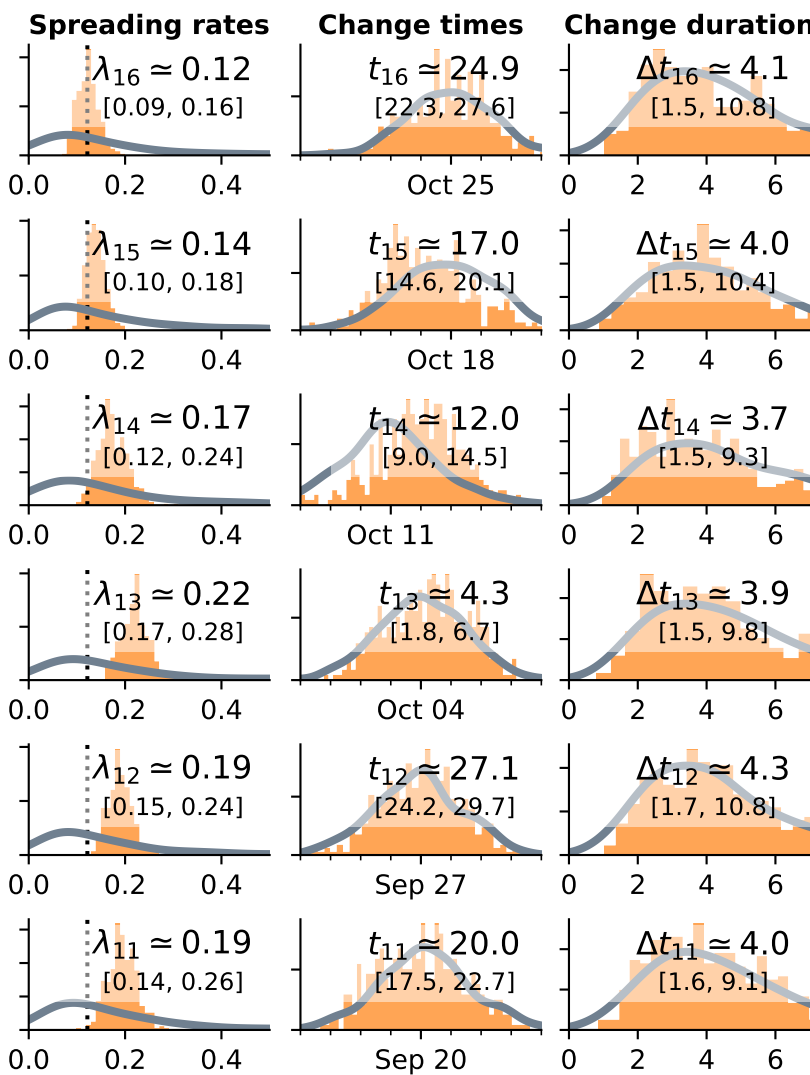 Spreading rates Change times Change duration
λ16 ≃ 0.12 t16 ≃ 24.9 Δt16 ≃ 4.1
[0.09, 0.16] [22.3, 27.6] [1.5, 10.8]
0.0 0.2 0.4 Oct 25 0 2 4 6
λ15 ≃ 0.14 t15 ≃ 17.0 Δt15 ≃ 4.0
[0.10, 0.18] [14.6, 20.1] [1.5, 10.4]
0.0 0.2 0.4 Oct 18 0 2 4 6
λ14 ≃ 0.17 t14 ≃ 12.0 Δt14 ≃ 3.7
[0.12, 0.24] [9.0, 14.5] [1.5, 9.3]
0.0 0.2 0.4 Oct 11 0 2 4 6
λ13 ≃ 0.22 t13 ≃ 4.3 Δt13 ≃ 3.9
[0.17, 0.28] [1.8, 6.7] [1.5, 9.8]
0.0 0.2 0.4 Oct 04 0 2 4 6
λ12 ≃ 0.19 t12 ≃ 27.1 Δt12 ≃ 4.3
[0.15, 0.24] [24.2, 29.7] [1.7, 10.8]
0.0 0.2 0.4 Sep 27 0 2 4 6
λ11 ≃ 0.19 t11 ≃ 20.0 Δt11 ≃ 4.0
[0.14, 0.26] [17.5, 22.7] [1.6, 9.1]
0.0 0.2 0.4 Sep 20 0 2 4 6